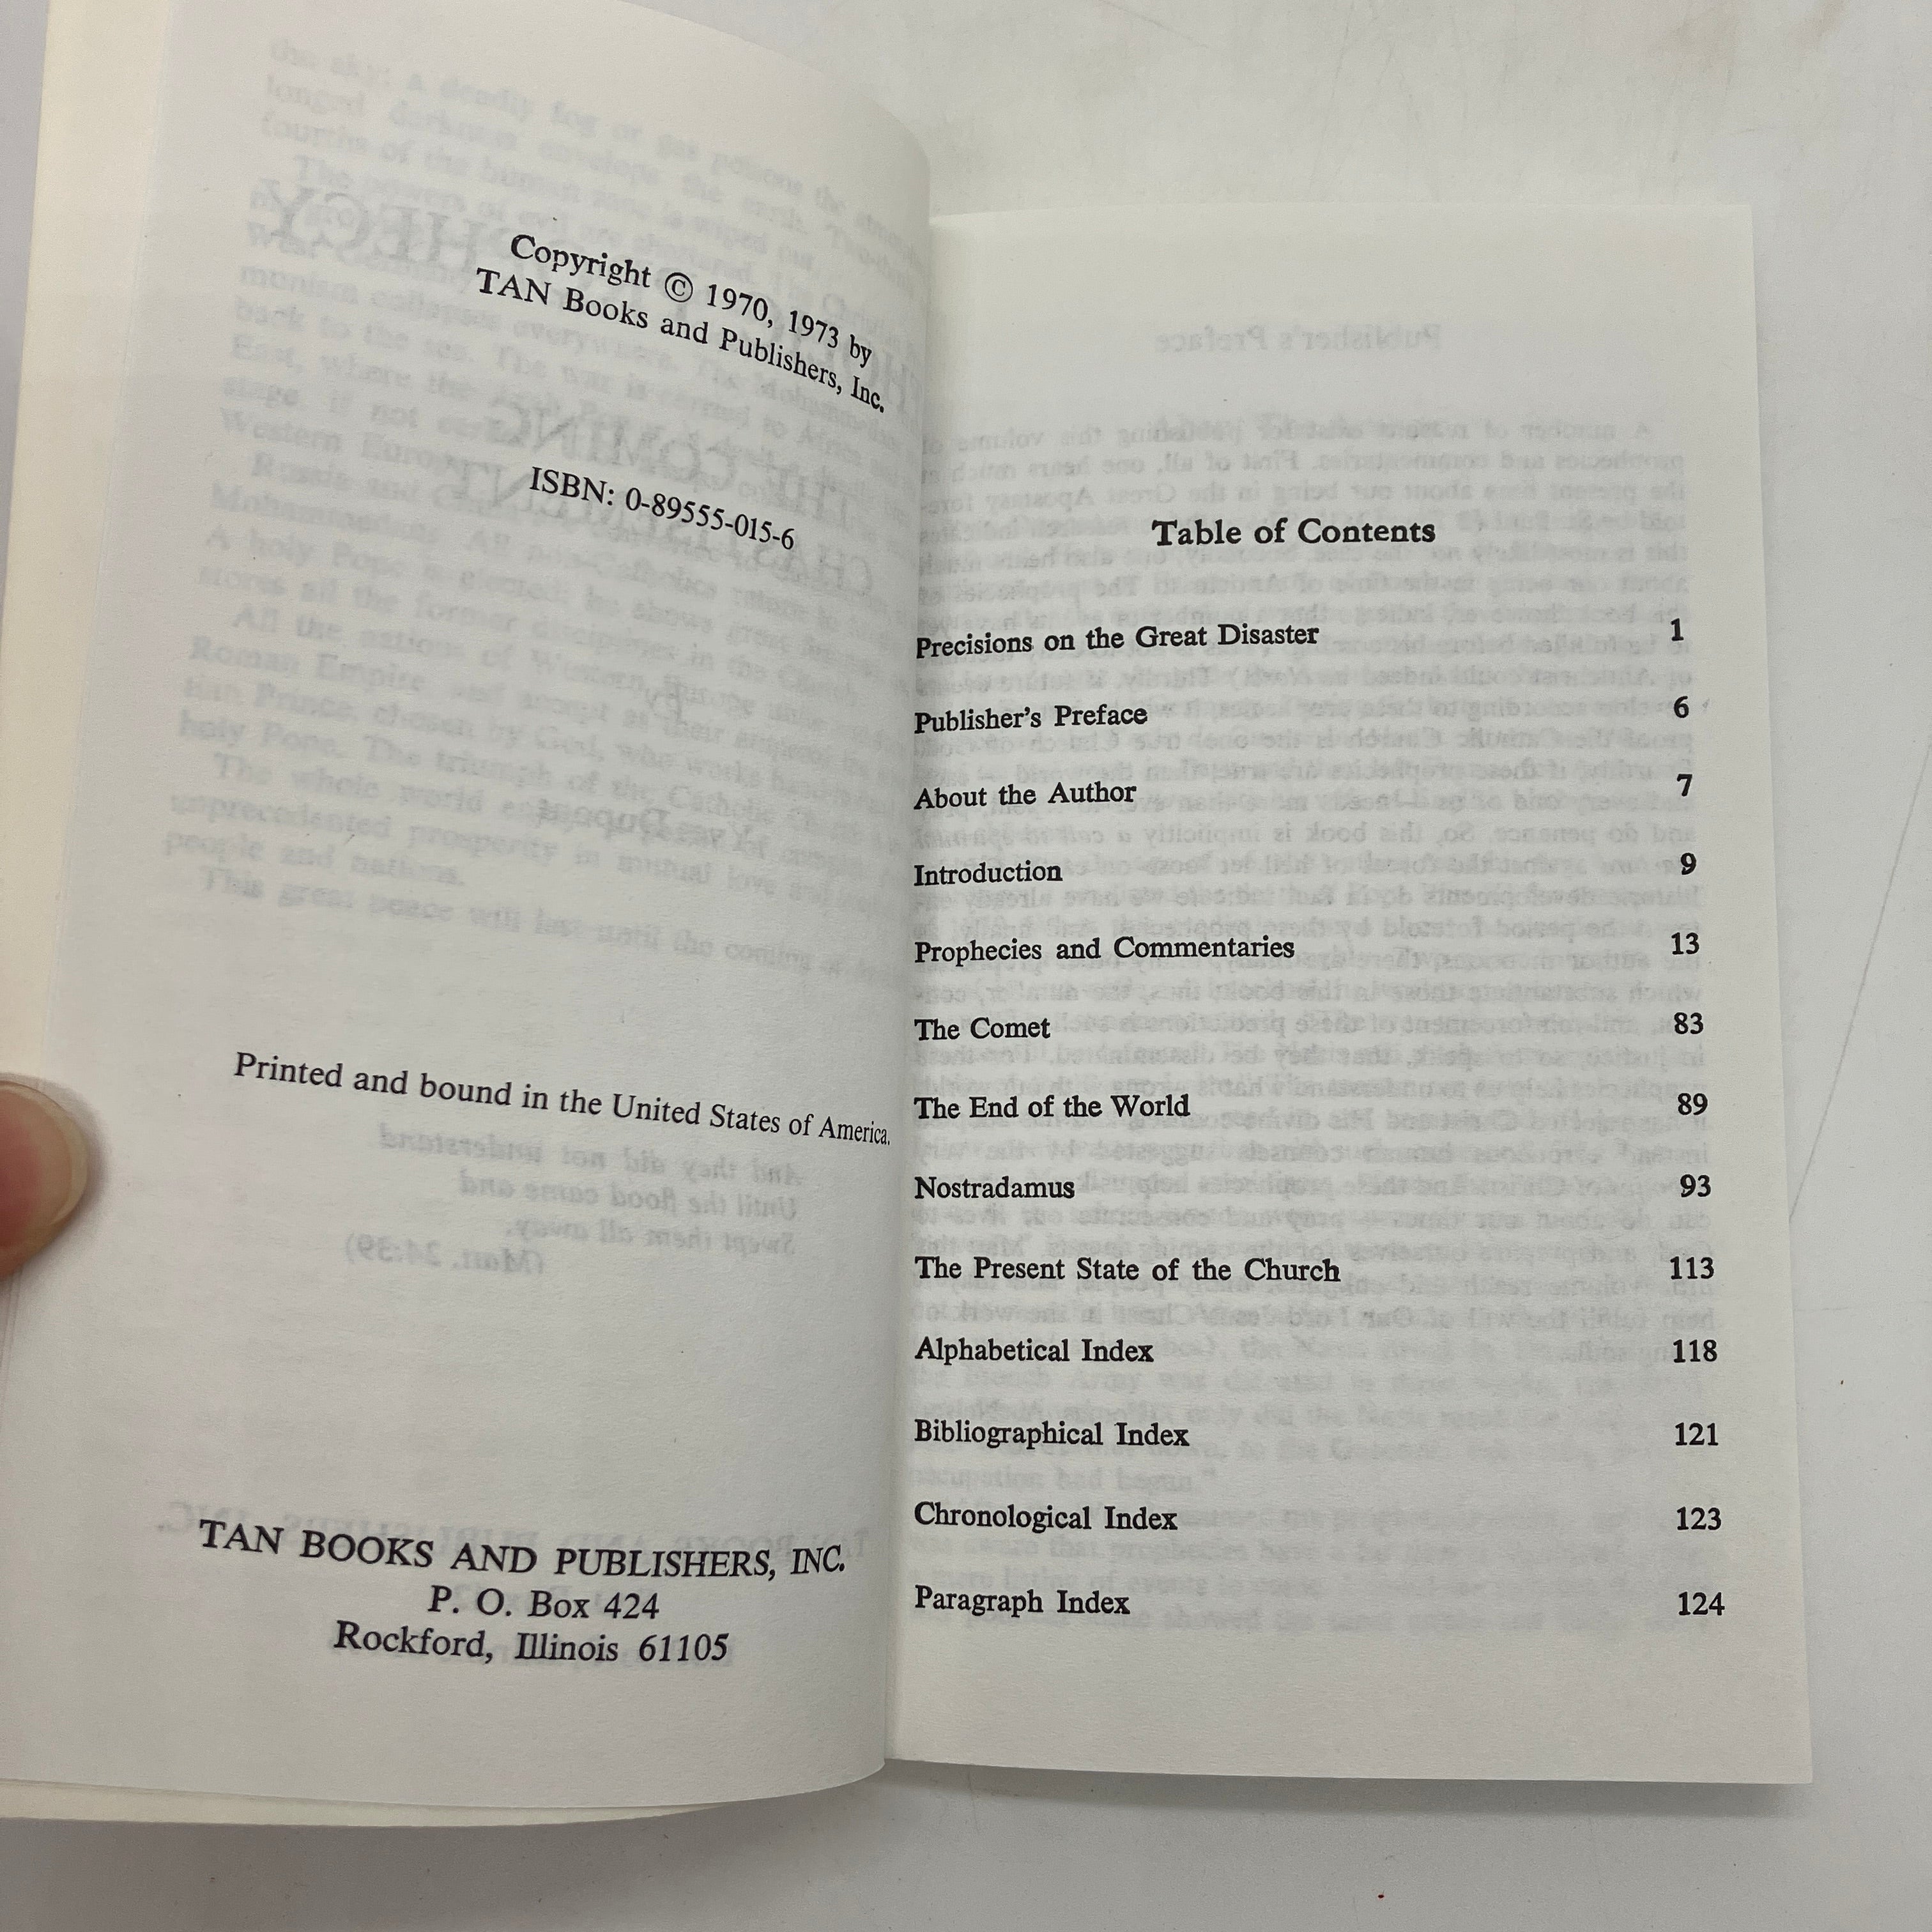 Copyright © 1970, 1973 by
TAN Books and Publishers, Inc.
ISBN: 0-89555-015-6
Printed and bound in the United States of America.
TAN BOOKS AND PUBLISHERS, INC.
P. O. Box 424
Rockford, Illinois 61105
Table of Contents
Precisions on the Great Disaster 1
Publisher's Preface 6
About the Author 7
Introduction 9
Prophecies and Commentaries 13
The Comet 83
The End of the World 89
Nostradamus 93
The Present State of the Church 113
Alphabetical Index 118
Bibliographical Index 121
Chronological Index 123
Paragraph Index 124